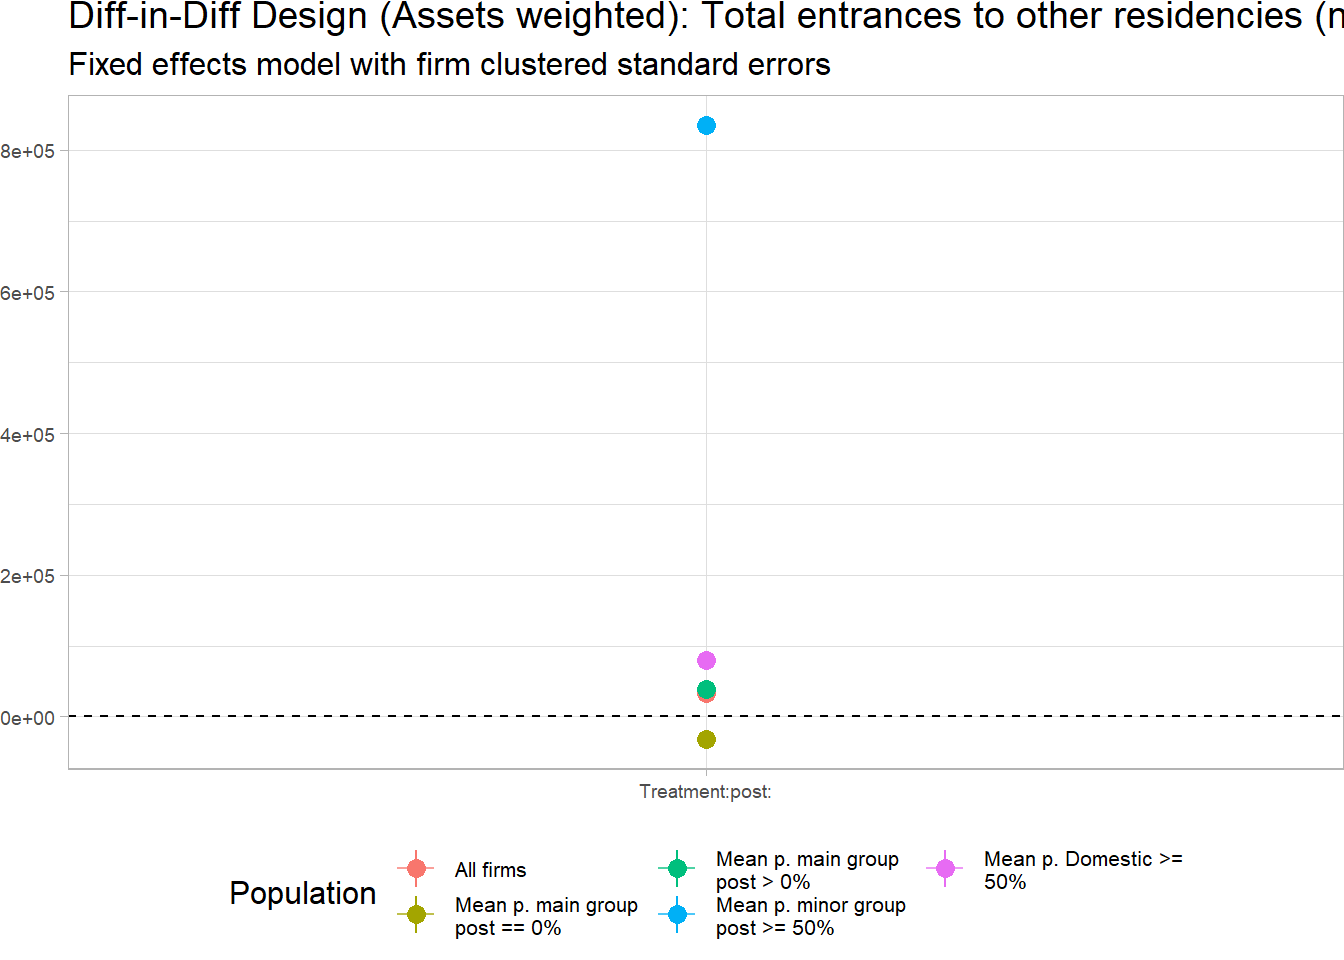 Diff-in-Diff Design (Assets weighted): Total entrances to other residencies (n
Fixed effects model with firm clustered standard errors
8e+05
6e+05
4e+05
2e+05
0e+00
Treatment:post:
Population
All firms
Mean p. main group
post == 0%
Mean p. main group
post > 0%
Mean p. minor group
post >= 50%
Mean p. Domestic >=
50%